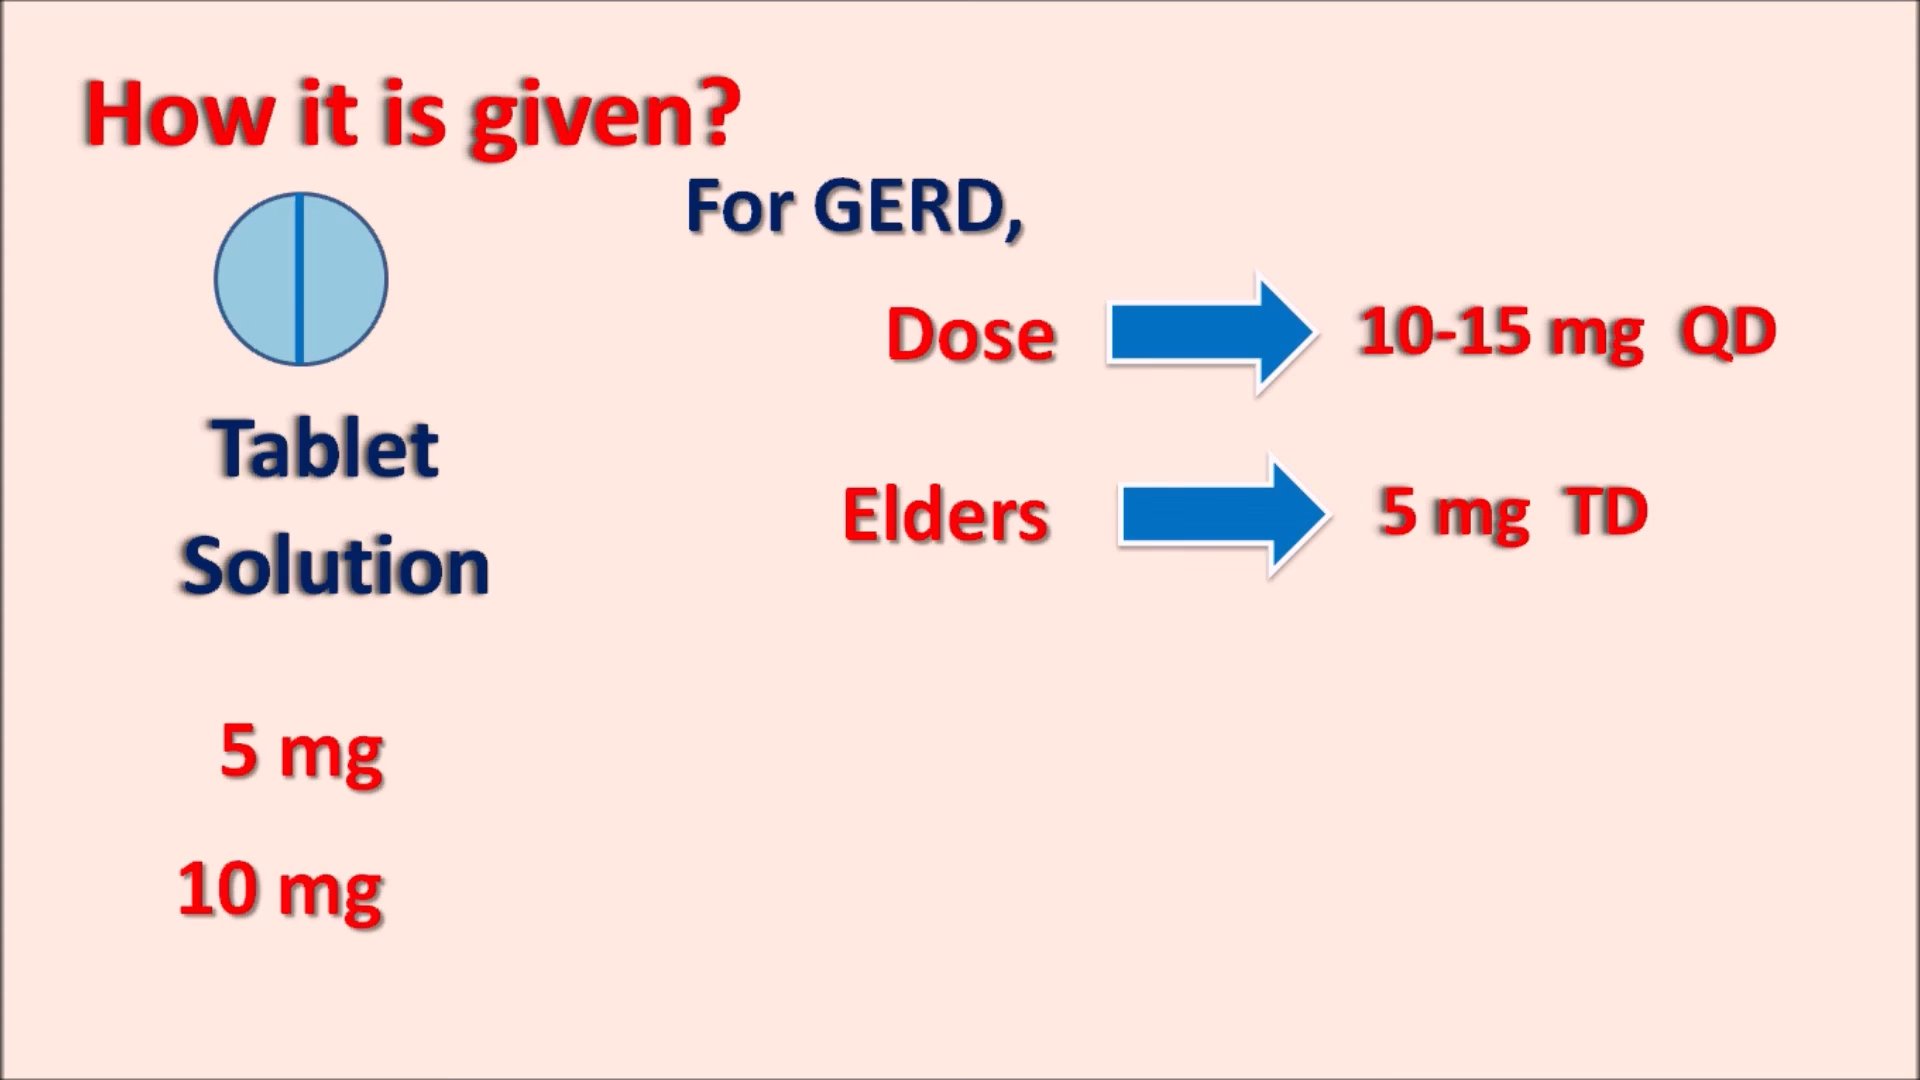 How it is given?
For GERD,
Dose 10-15 mg QD
Elders 5 mg TD
Tablet
Solution
5 mg
10 mg